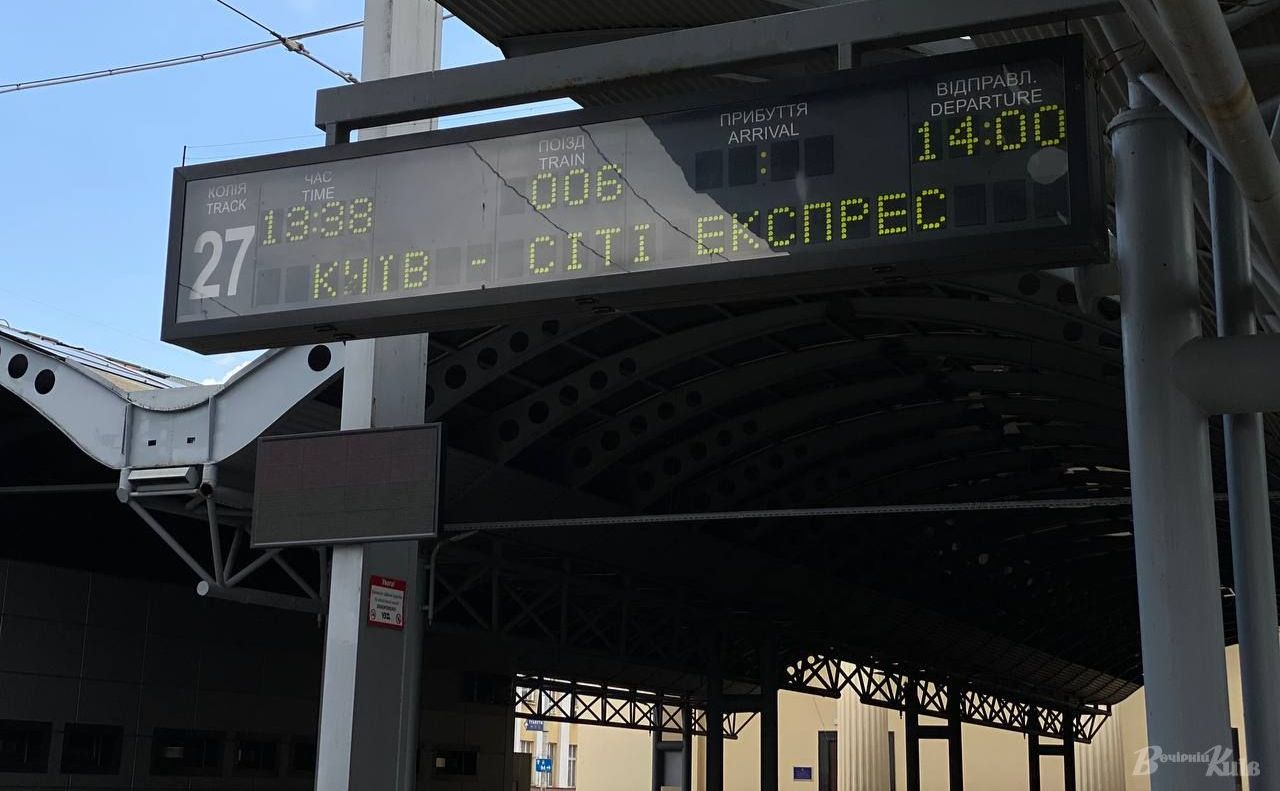 КОЛІЯ
TRACK
27
ЧАС
TIME
13:38
ПОЇЗД
TRAIN
006
ПРИБУТТЯ
ARRIVAL
:
ВІДПРАВЛ.
DEPARTURE
14:00
КИЇВ - СІТІ ЕКСПРЕС
Увага!
Вечірній Київ